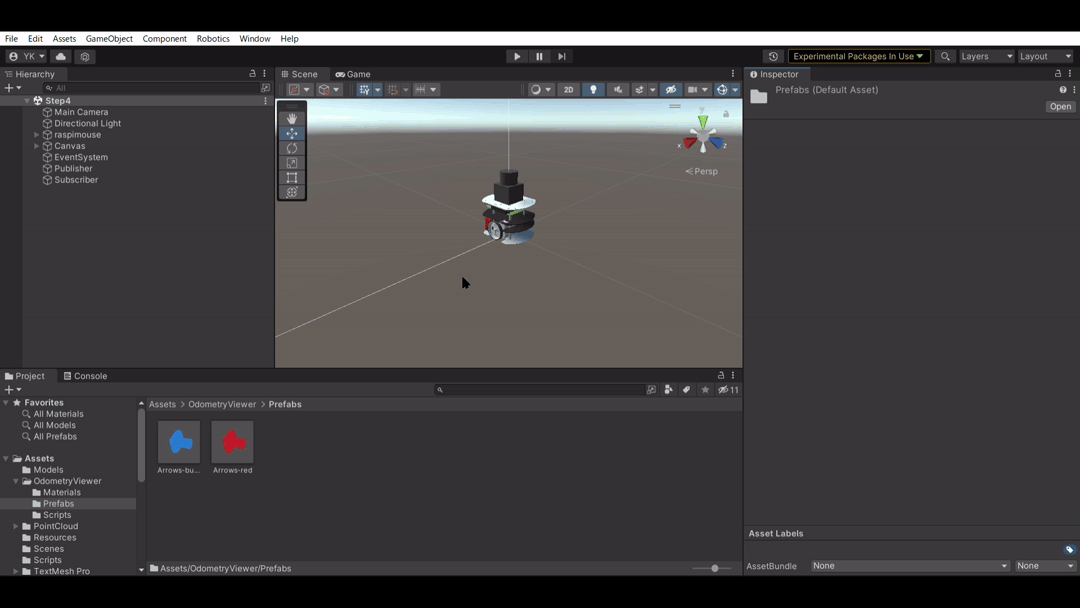 File Edit Assets GameObject Component Robotics Window Help
YK
Experimental Packages In Use
Layers
Layout
Hierarchy
All
Step4
Main Camera
Directional Light
raspimouse
Canvas
EventSystem
Publisher
Subscriber
Scene
Game
2D
x
z
Persp
Inspector
Prefabs (Default Asset)
Open
Project
Console
11
Favorites
All Materials
All Models
All Prefabs
Assets
Models
OdometryViewer
Materials
Prefabs
Scripts
PointCloud
Resources
Scenes
Scripts
TextMesh Pro
Assets > OdometryViewer > Prefabs
Arrows-bu...
Arrows-red
Assets/OdometryViewer/Prefabs
Asset Labels
AssetBundle None None